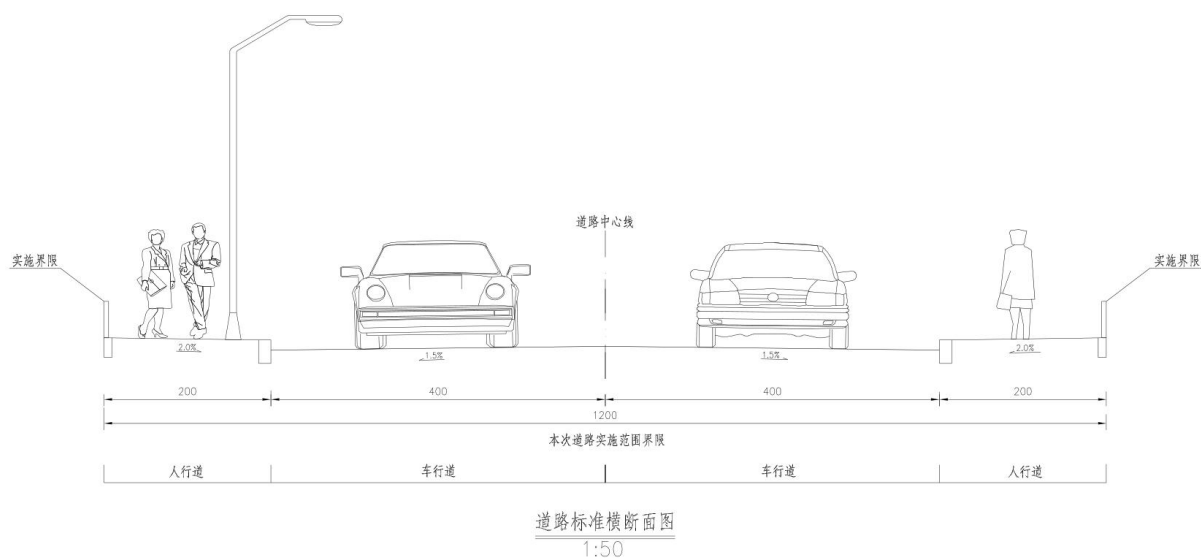 道路中心线
实施界限
实施界限
2.0%
1.5%
1.5%
2.0%
200
400
400
200
1200
本次道路实施范围界限
人行道
车行道
车行道
人行道
道路标准横断面图
1:50